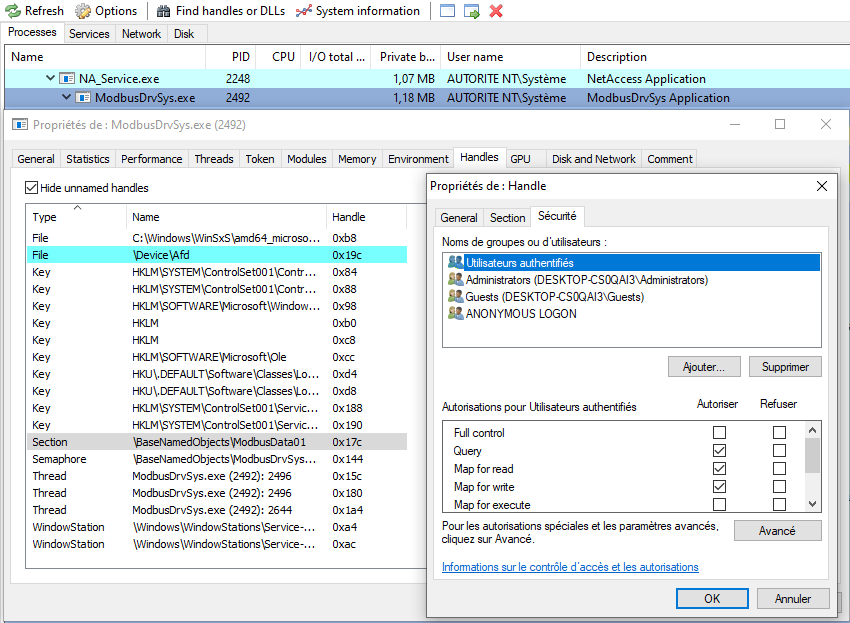 Refresh Options Find handles or DLLs System information
Processes Services Network Disk
Name PID CPU I/O total ... Private b... User name Description
NA_Service.exe 2248 1,07 MB AUTORITE NT\Système NetAccess Application
ModbusDrvSys.exe 2492 1,18 MB AUTORITE NT\Système ModbusDrvSys Application
Propriétés de : ModbusDrvSys.exe (2492)
General Statistics Performance Threads Token Modules Memory Environment Handles GPU Disk and Network Comment
Hide unnamed handles
Type Name Handle
File C:\Windows\WinSxS\amd64_microso... 0xb8
File \Device\Afd 0x19c
Key HKLM\SYSTEM\ControlSet001\Contr... 0x84
Key HKLM\SYSTEM\ControlSet001\Contr... 0x88
Key HKLM\SOFTWARE\Microsoft\Window... 0x98
Key HKLM 0xb0
Key HKLM 0xc8
Key HKLM\SOFTWARE\Microsoft\Ole 0xcc
Key HKU\.DEFAULT\Software\Classes\Lo... 0xd4
Key HKU\.DEFAULT\Software\Classes\Lo... 0xd8
Key HKLM\SYSTEM\ControlSet001\Servic... 0x188
Key HKLM\SYSTEM\ControlSet001\Servic... 0x190
Section \BaseNamedObjects\ModbusData01 0x17c
Semaphore \BaseNamedObjects\ModbusDrvSys... 0x144
Thread ModbusDrvSys.exe (2492): 2496 0x15c
Thread ModbusDrvSys.exe (2492): 2496 0x180
Thread ModbusDrvSys.exe (2492): 2644 0x1a4
WindowStation \Windows\WindowStations\Service-... 0xa4
WindowStation \Windows\WindowStations\Service-... 0xac
Propriétés de : Handle
General Section Sécurité
Noms de groupes ou d'utilisateurs :
Utilisateurs authentifiés
Administrators (DESKTOP-CS0QAI3\Administrators)
Guests (DESKTOP-CS0QAI3\Guests)
ANONYMOUS LOGON
Ajouter... Supprimer
Autorisations pour Utilisateurs authentifiés Autoriser Refuser
Full control
Query
Map for read
Map for write
Map for execute
Pour les autorisations spéciales et les paramètres avancés,
cliquez sur Avancé.
Avancé
Informations sur le contrôle d'accès et les autorisations
OK Annuler